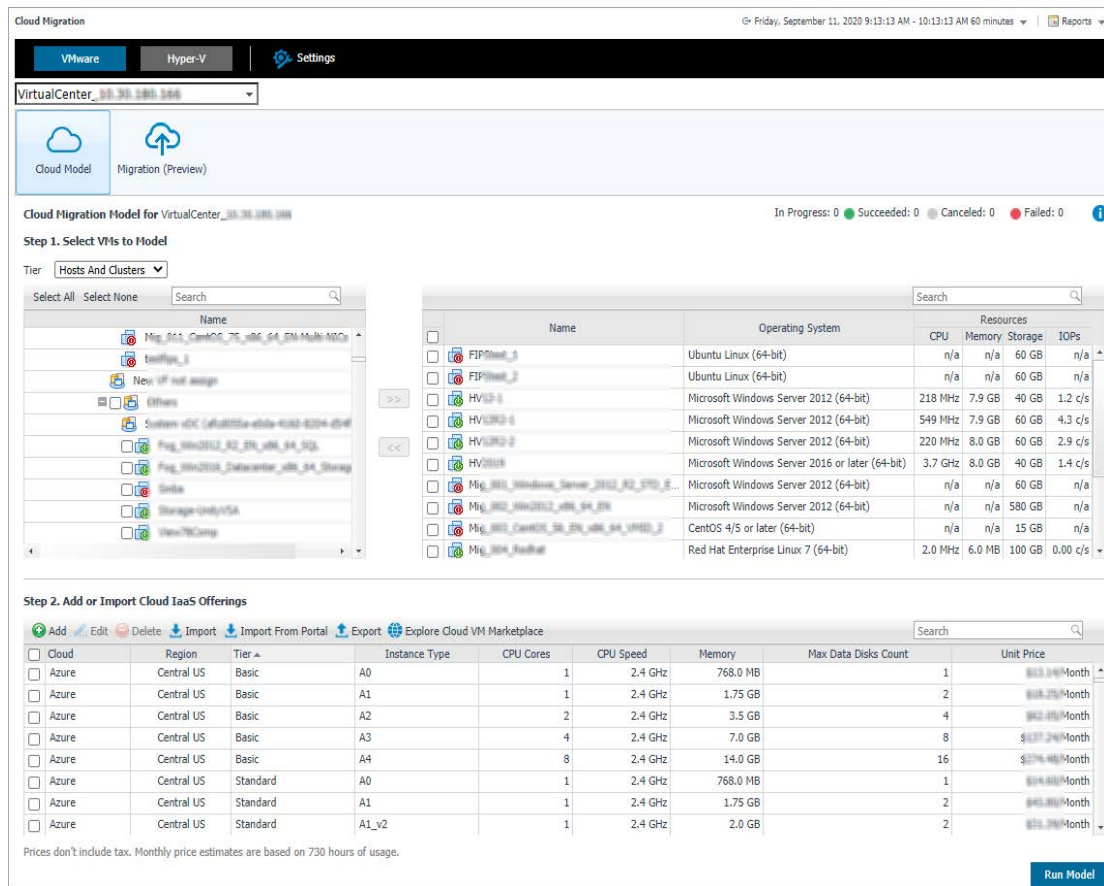 Cloud Migration
Friday, September 11, 2020 9:13:13 AM - 10:13:13 AM 60 minutes
Reports
VMware
Hyper-V
Settings
VirtualCenter_
Cloud Model
Migration (Preview)
Cloud Migration Model for VirtualCenter_
In Progress: 0 Succeeded: 0 Canceled: 0 Failed: 0
Step 1. Select VMs to Model
Tier Hosts And Clusters
Select All Select None Search
Name
New VF not assign
Others
>>
<<
Search
Name Operating System Resources
CPU Memory Storage IOPs
Ubuntu Linux (64-bit) n/a n/a 60 GB n/a
Ubuntu Linux (64-bit) n/a n/a 60 GB n/a
Microsoft Windows Server 2012 (64-bit) 218 MHz 7.9 GB 40 GB 1.2 c/s
Microsoft Windows Server 2012 (64-bit) 549 MHz 7.9 GB 60 GB 4.3 c/s
Microsoft Windows Server 2012 (64-bit) 220 MHz 8.0 GB 60 GB 2.9 c/s
Microsoft Windows Server 2016 or later (64-bit) 3.7 GHz 8.0 GB 40 GB 1.4 c/s
Microsoft Windows Server 2012 (64-bit) n/a n/a 60 GB n/a
Microsoft Windows Server 2012 (64-bit) n/a n/a 580 GB n/a
CentOS 4/5 or later (64-bit) n/a n/a 15 GB n/a
Red Hat Enterprise Linux 7 (64-bit) 2.0 MHz 6.0 MB 100 GB 0.00 c/s
Step 2. Add or Import Cloud IaaS Offerings
Add Edit Delete Import Import From Portal Export Explore Cloud VM Marketplace Search
Cloud Region Tier Instance Type CPU Cores CPU Speed Memory Max Data Disks Count Unit Price
Azure Central US Basic A0 1 2.4 GHz 768.0 MB 1 /Month
Azure Central US Basic A1 1 2.4 GHz 1.75 GB 2 /Month
Azure Central US Basic A2 2 2.4 GHz 3.5 GB 4 /Month
Azure Central US Basic A3 4 2.4 GHz 7.0 GB 8 /Month
Azure Central US Basic A4 8 2.4 GHz 14.0 GB 16 /Month
Azure Central US Standard A0 1 2.4 GHz 768.0 MB 1 /Month
Azure Central US Standard A1 1 2.4 GHz 1.75 GB 2 /Month
Azure Central US Standard A1_v2 1 2.4 GHz 2.0 GB 2 /Month
Prices don't include tax. Monthly price estimates are based on 730 hours of usage.
Run Model